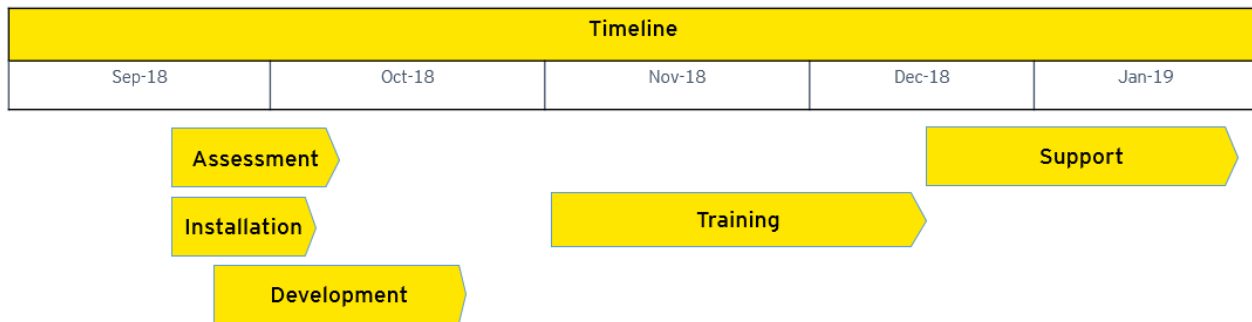 Timeline
Sep-18 Oct-18 Nov-18 Dec-18 Jan-19
Assessment Support
Installation Training
Development